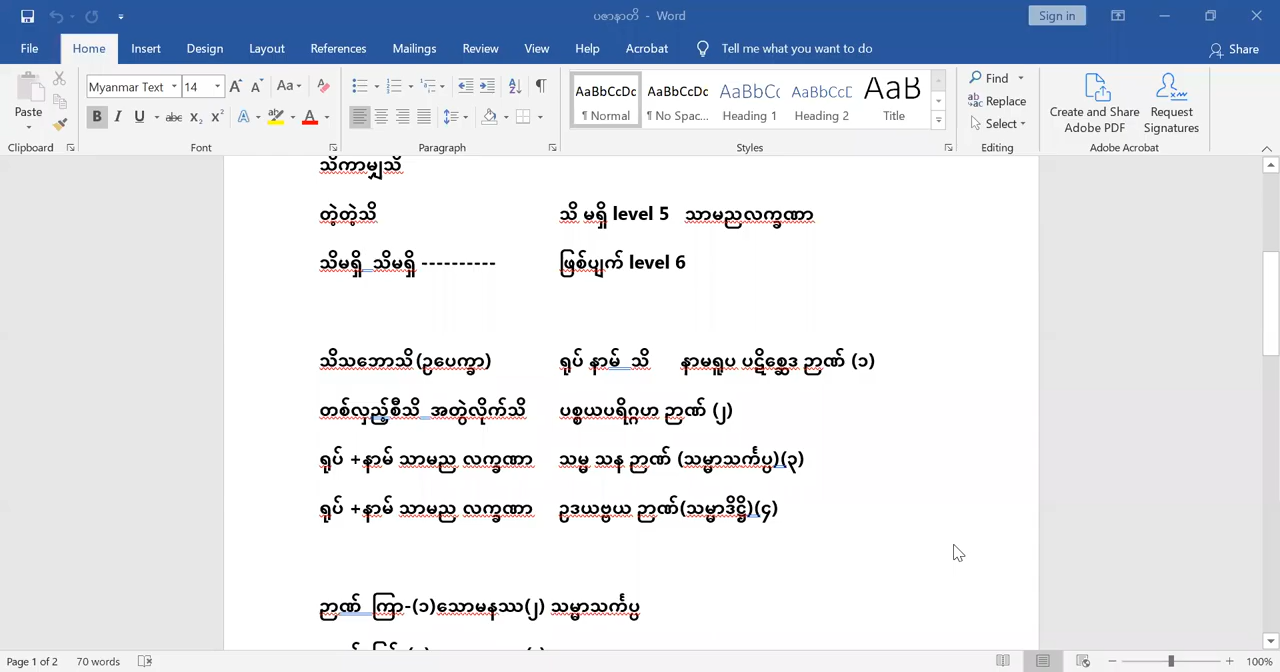 ပဇာနာတိ - Word
Sign in
File Home Insert Design Layout References Mailings Review View Help Acrobat Tell me what you want to do Share
Paste
Clipboard
Myanmar Text 14
Font
Paragraph
AaBbCcDc AaBbCcDc AaBbCc AaBbCcD AaB
¶ Normal ¶ No Spac... Heading 1 Heading 2 Title
Styles
Find
Replace
Select
Editing
Create and Share Adobe PDF
Request Signatures
Adobe Acrobat
သိကာမျှသိ
တဲ့တဲ့သိ သိ မရှိ level 5 သာမညလက္ခဏာ
သိမရှိ သိမရှိ ---------- ဖြစ်ပျက် level 6
သိသဘောသိ(ဥပေက္ခာ) ရုပ် နာမ် သိ နာမရူပ ပဋိစ္ဆေဒ ဉာဏ် (၁)
တစ်လှည့်စီသိ အတွဲလိုက်သိ ပစ္စယပရိဂ္ဂဟ ဉာဏ် (၂)
ရုပ် +နာမ် သာမည လက္ခဏာ သမ္မ သန ဉာဏ် (သမ္မာသင်္ကပ္ပ)(၃)
ရုပ် +နာမ် သာမည လက္ခဏာ ဥဒယဗ္ဗယ ဉာဏ်(သမ္မာဒိဋ္ဌိ)(၄)
ဉာဏ် ကြာ-(၁)သောမနဿ(၂) သမ္မာသင်္ကပ္ပ
Page 1 of 2 70 words 100%